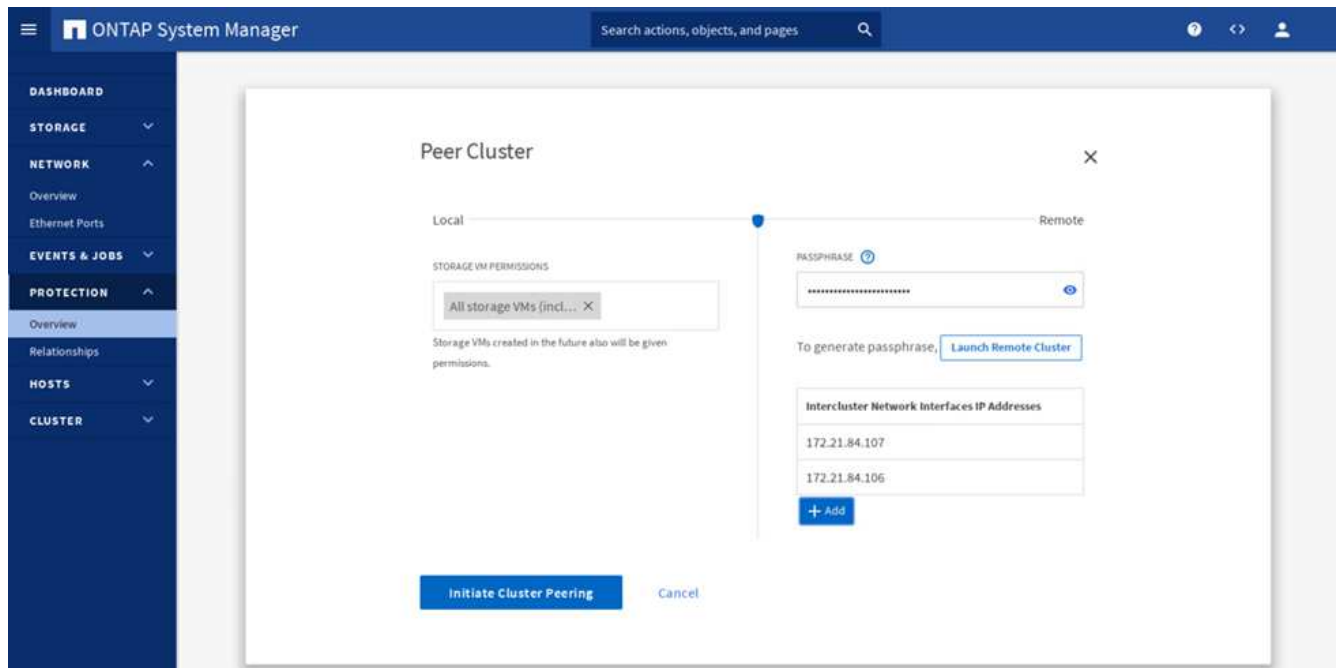 ONTAP System Manager
Search actions, objects, and pages
DASHBOARD
STORAGE
NETWORK
Overview
Ethernet Ports
EVENTS & JOBS
PROTECTION
Overview
Relationships
HOSTS
CLUSTER
Peer Cluster
Local
Remote
STORAGE VM PERMISSIONS
All storage VMs (incl...
Storage VMs created in the future also will be given
permissions.
PASSPHRASE
To generate passphrase, Launch Remote Cluster
Intercluster Network Interfaces IP Addresses
172.21.84.107
172.21.84.106
+ Add
Initiate Cluster Peering
Cancel